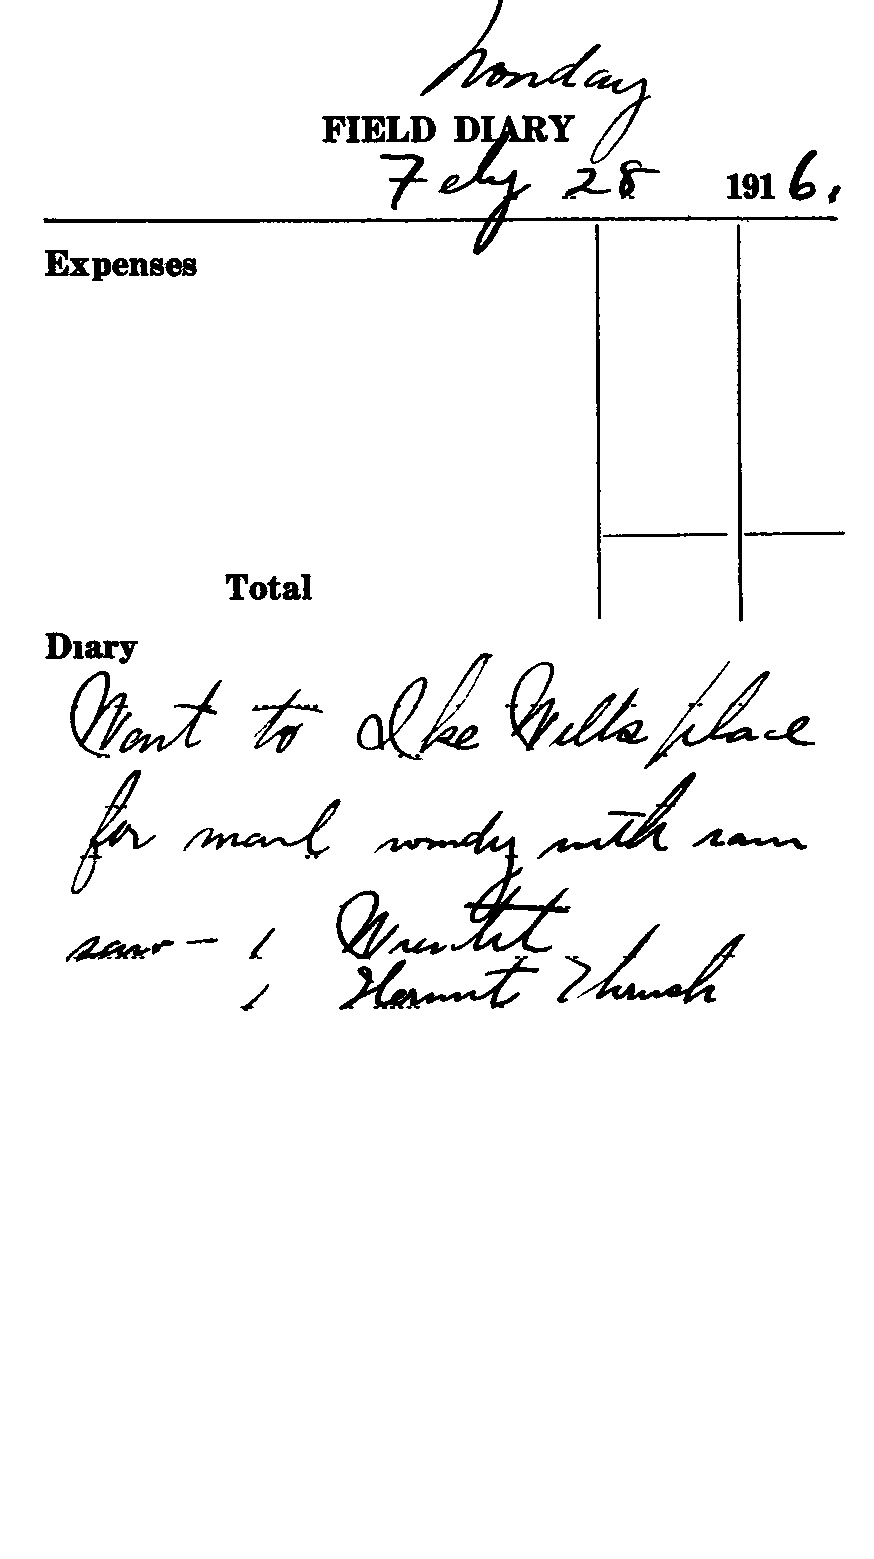 Monday
FIELD DIARY
Feby 28 1916.
Expenses
Total
Diary
Went to Ike Wilts place
for mail windy with rain
saw - 1 Wrentit
1 Hermit Thrush